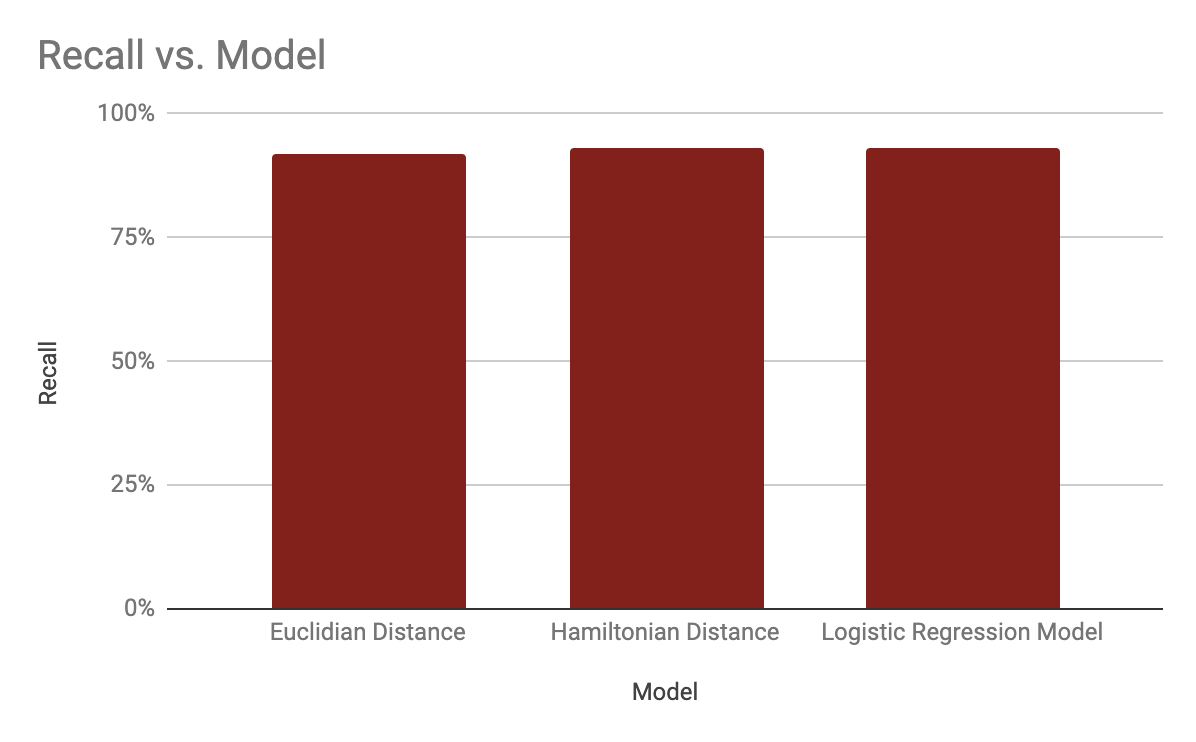 Recall vs. Model
100%
75%
50%
25%
0%
Recall
Euclidian Distance
Hamiltonian Distance
Logistic Regression Model
Model